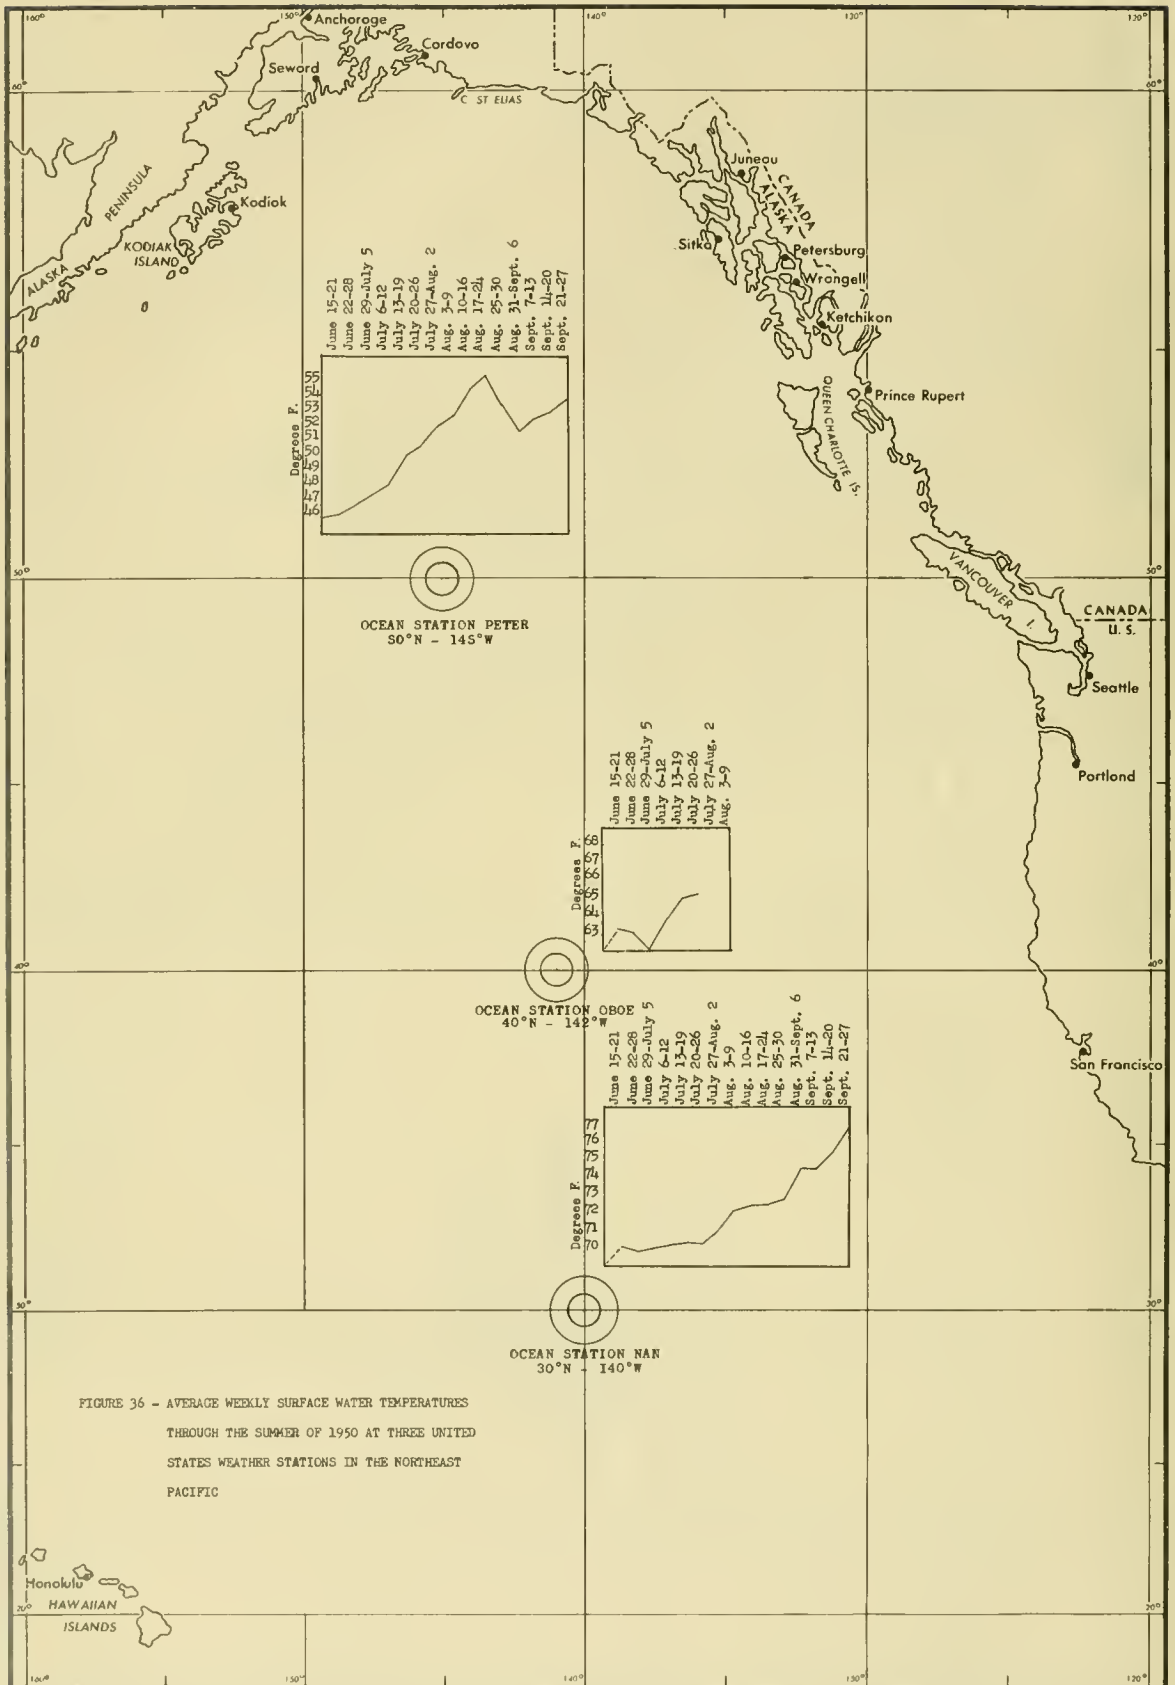 160°
150°
140°
130°
120°
Anchorage
Cordova
Seward
60°
C ST ELIAS
60°
Juneau
PENINSULA
CANADA
ALASKA
Kodiak
KODIAK
ISLAND
Sitka
Petersburg
Wrangell
ALASKA
Ketchikan
June 15-21
June 22-28
June 29-July 5
July 6-12
July 13-19
July 20-26
July 27-Aug. 2
Aug. 3-9
Aug. 10-16
Aug. 17-24
Aug. 25-30
Aug. 31-Sept. 6
Sept. 7-13
Sept. 14-20
Sept. 21-27
Degrees F.
55
54
53
52
51
50
49
48
47
46
Prince Rupert
QUEEN CHARLOTTE IS.
50°
50°
VANCOUVER
I.
OCEAN STATION PETER
50°N - 145°W
CANADA
U. S.
Seattle
Portland
June 15-21
June 22-28
June 29-July 5
July 6-12
July 13-19
July 20-26
July 27-Aug. 2
Aug. 3-9
Degrees F.
68
67
66
65
64
63
40°
40°
OCEAN STATION OBOE
40°N - 142°W
June 15-21
June 22-28
June 29-July 5
July 6-12
July 13-19
July 20-26
July 27-Aug. 2
Aug. 3-9
Aug. 10-16
Aug. 17-24
Aug. 25-30
Aug. 31-Sept. 6
Sept. 7-13
Sept. 14-20
Sept. 21-27
San Francisco
Degrees F.
77
76
75
74
73
72
71
70
30°
30°
OCEAN STATION NAN
30°N - 140°W
FIGURE 36 - AVERAGE WEEKLY SURFACE WATER TEMPERATURES
THROUGH THE SUMMER OF 1950 AT THREE UNITED
STATES WEATHER STATIONS IN THE NORTHEAST
PACIFIC
Honolulu
HAWAIIAN
ISLANDS
20°
20°
160°
150°
140°
130°
120°